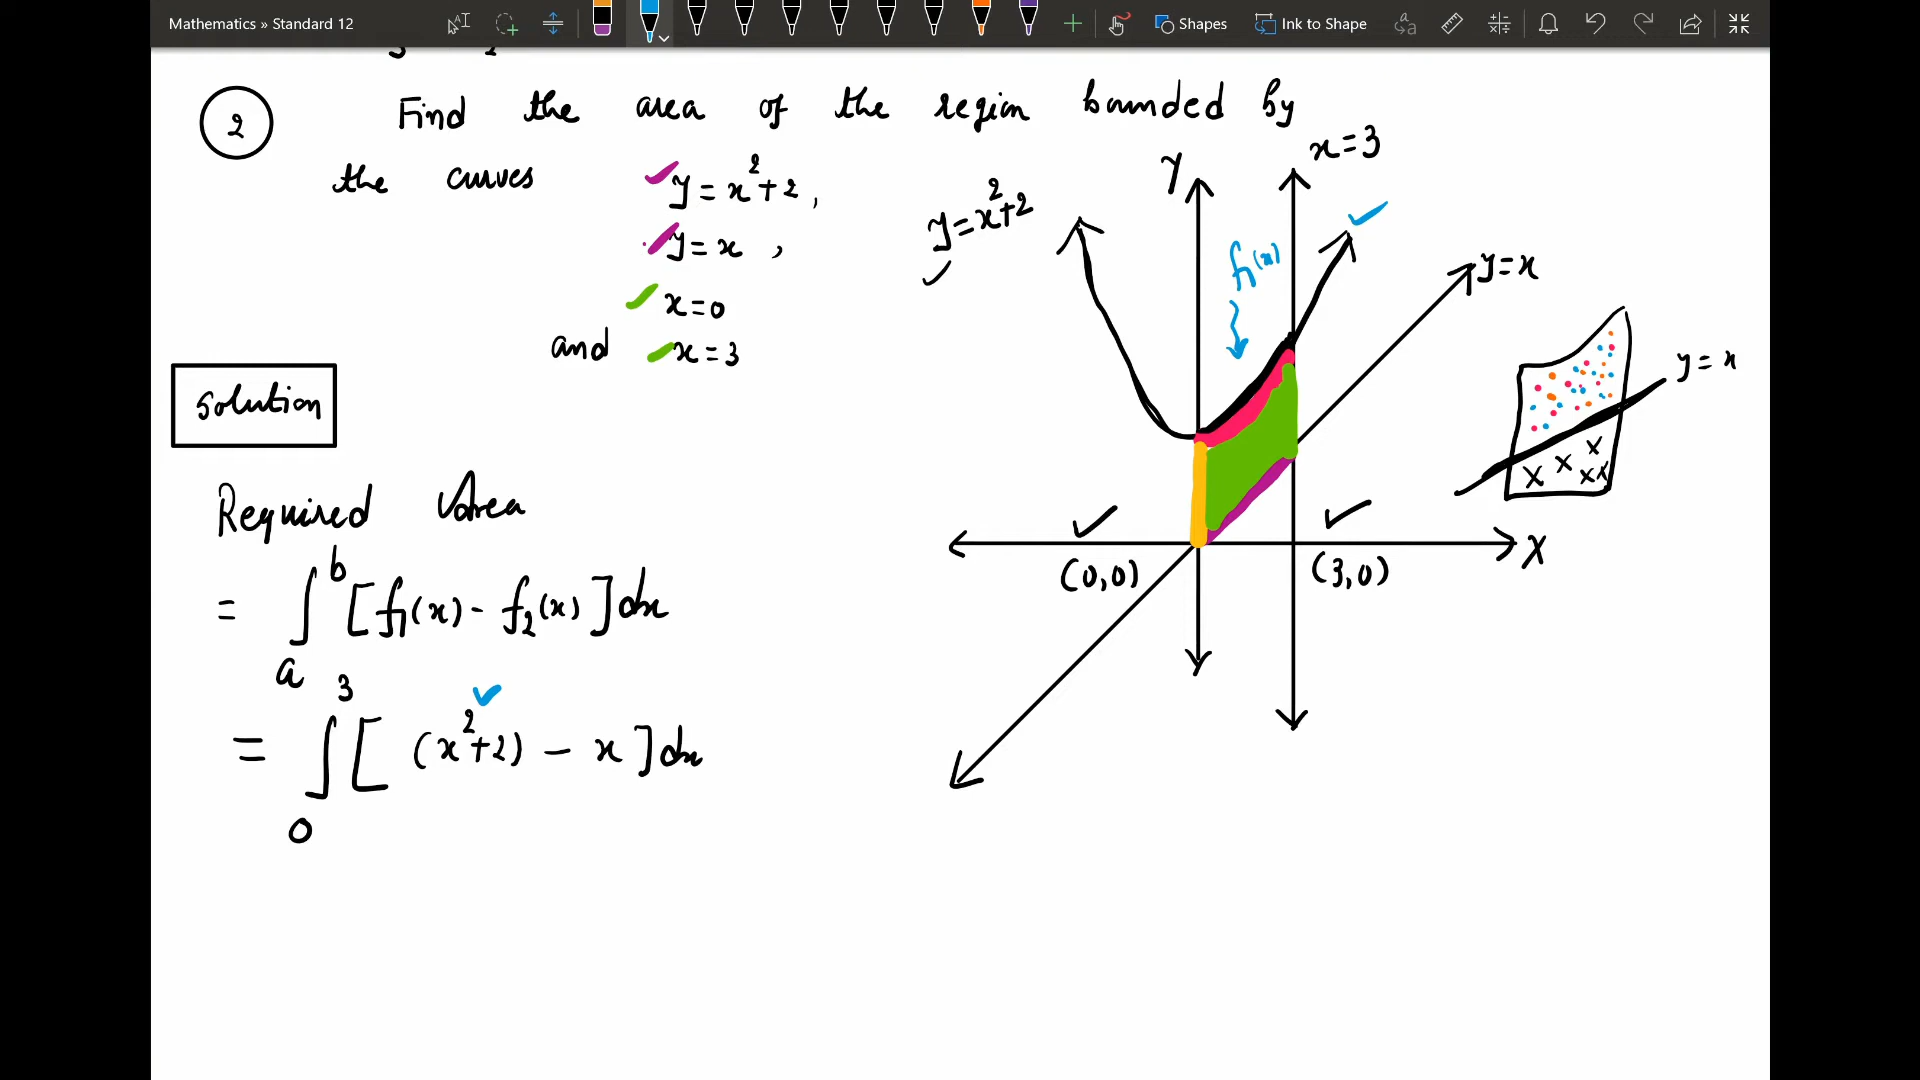 Mathematics » Standard 12
Shapes
Ink to Shape
2
Find the area of the region bounded by
the curves y = x²+2,
y = x ,
x = 0
and x = 3
Solution
Required Area
= ∫ₐᵇ [f₁(x) - f₂(x)]dx
= ∫₀³ [ (x²+2) - x ]dx
x = 3
Y
y = x²+2
f₁(x)
y = x
y = x
X
(0,0)
(3,0)